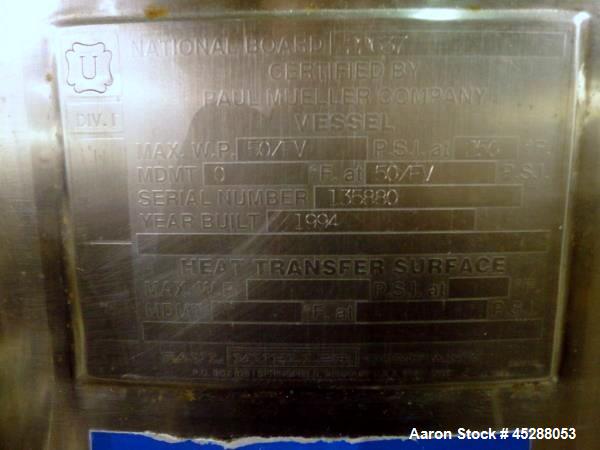 U
NATIONAL BOARD
CERTIFIED BY
PAUL MUELLER COMPANY
DIV. 1
VESSEL
MAX. W.P. 50/FV P.S.I. at °F.
MDMT 0 °F. at 50/FV P.S.I.
SERIAL NUMBER 135880
YEAR BUILT 1994
HEAT TRANSFER SURFACE
MAX. W.P. P.S.I. at °F.
MDMT °F. at P.S.I.
PAUL MUELLER COMPANY
Aaron Stock # 45288053